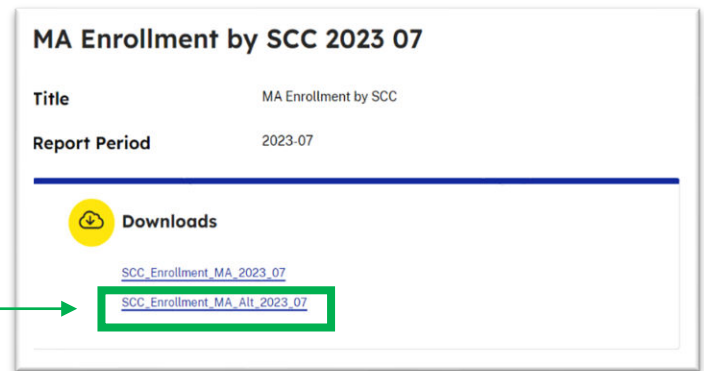 MA Enrollment by SCC 2023 07
Title MA Enrollment by SCC
Report Period 2023-07
Downloads
SCC_Enrollment_MA_2023_07
SCC_Enrollment_MA_Alt_2023_07